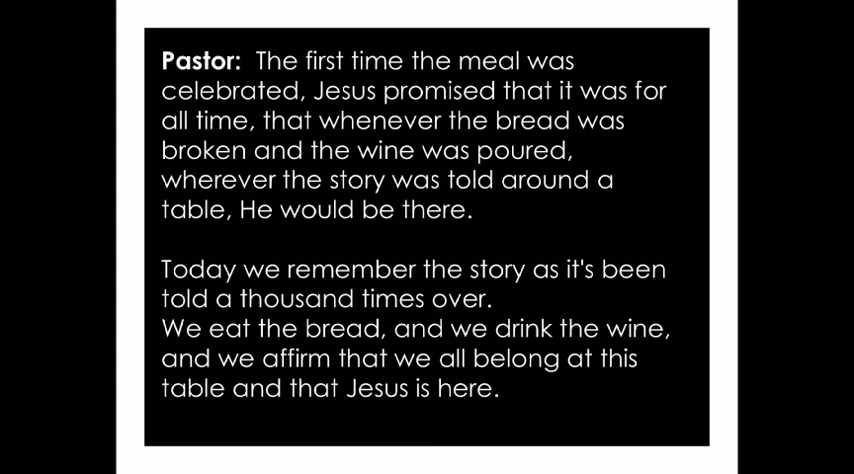 Pastor: The first time the meal was
celebrated, Jesus promised that it was for
all time, that whenever the bread was
broken and the wine was poured,
wherever the story was told around a
table, He would be there.
Today we remember the story as it's been
told a thousand times over.
We eat the bread, and we drink the wine,
and we affirm that we all belong at this
table and that Jesus is here.